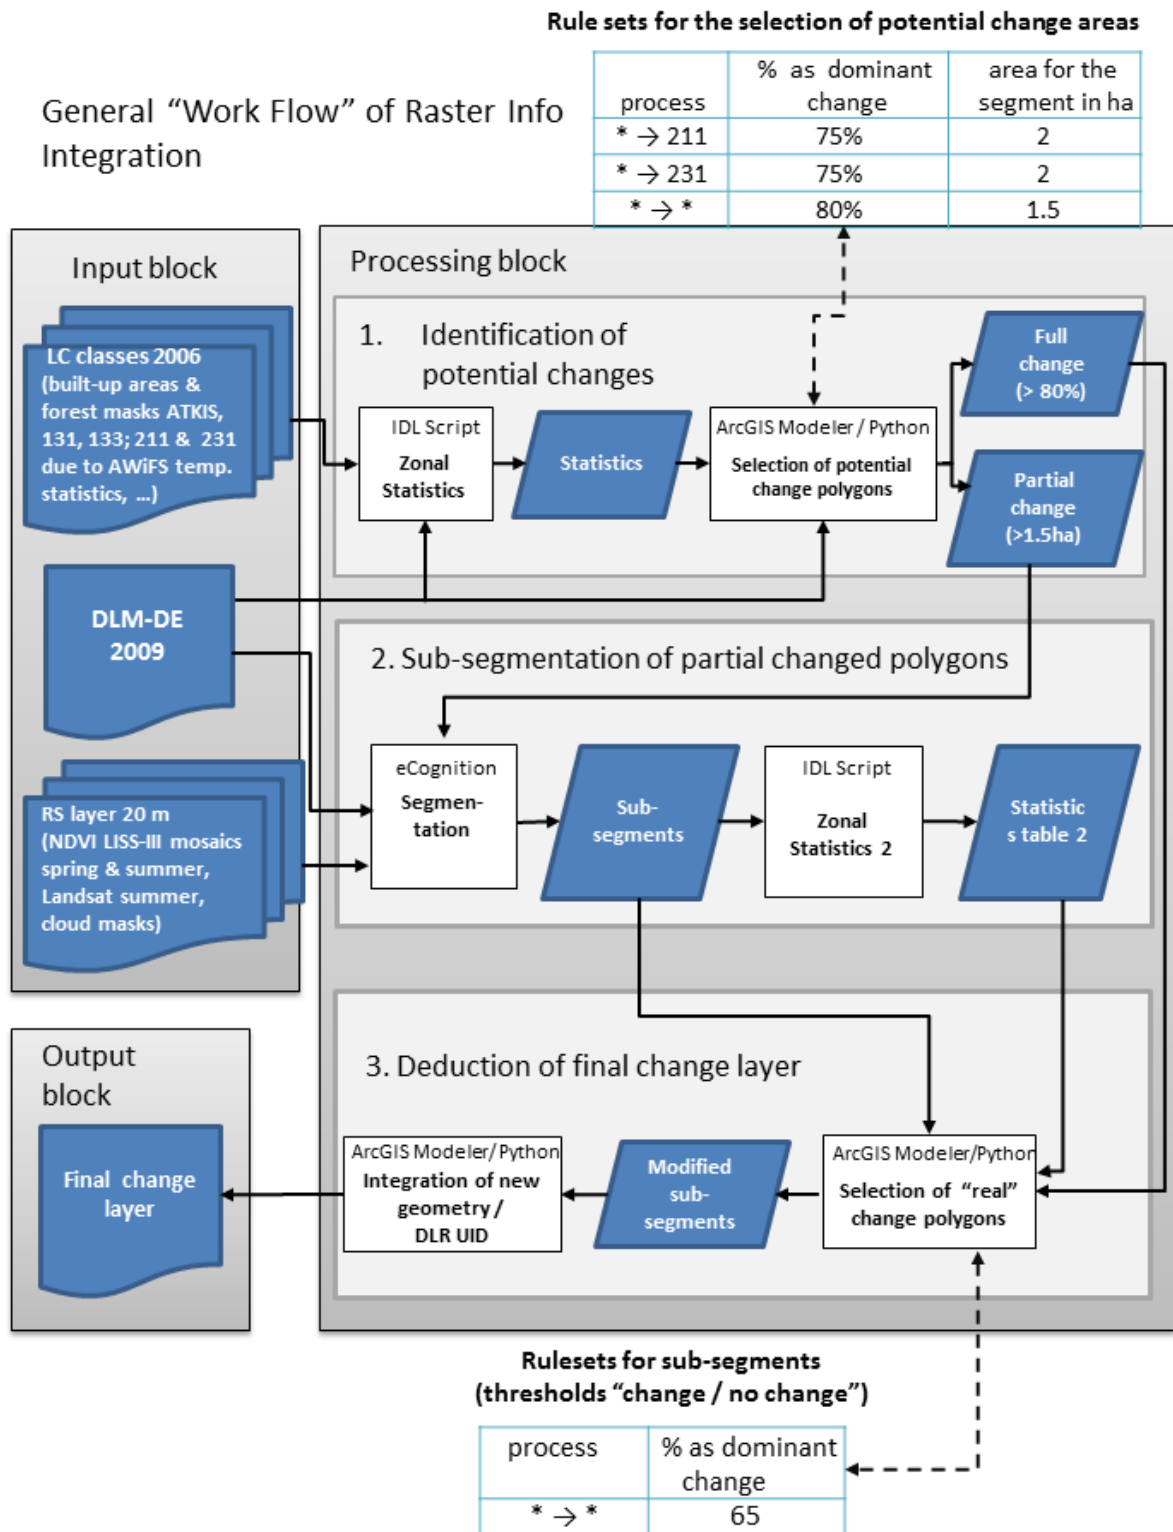 Rule sets for the selection of potential change areas
General “Work Flow” of Raster Info
Integration
process
% as dominant
change
area for the
segment in ha
* → 211
75%
2
* → 231
75%
2
* → *
80%
1.5
Input block
Processing block
LC classes 2006
(built-up areas &
forest masks ATKIS,
131, 133; 211 & 231
due to AWiFS temp.
statistics, ...)
1. Identification of
potential changes
IDL Script
Zonal
Statistics
Statistics
ArcGIS Modeler / Python
Selection of potential
change polygons
Full
change
(> 80%)
Partial
change
(>1.5ha)
DLM-DE
2009
2. Sub-segmentation of partial changed polygons
RS layer 20 m
(NDVI LISS-III mosaics
spring & summer,
Landsat summer,
cloud masks)
eCognition
Segmen-
tation
Sub-
segments
IDL Script
Zonal
Statistics 2
Statistic
s table 2
Output
block
Final change
layer
3. Deduction of final change layer
ArcGIS Modeler/Python
Integration of new
geometry /
DLR UID
Modified
sub-
segments
ArcGIS Modeler/Python
Selection of “real”
change polygons
Rulesets for sub-segments
(thresholds “change / no change”)
process
% as dominant
change
* → *
65